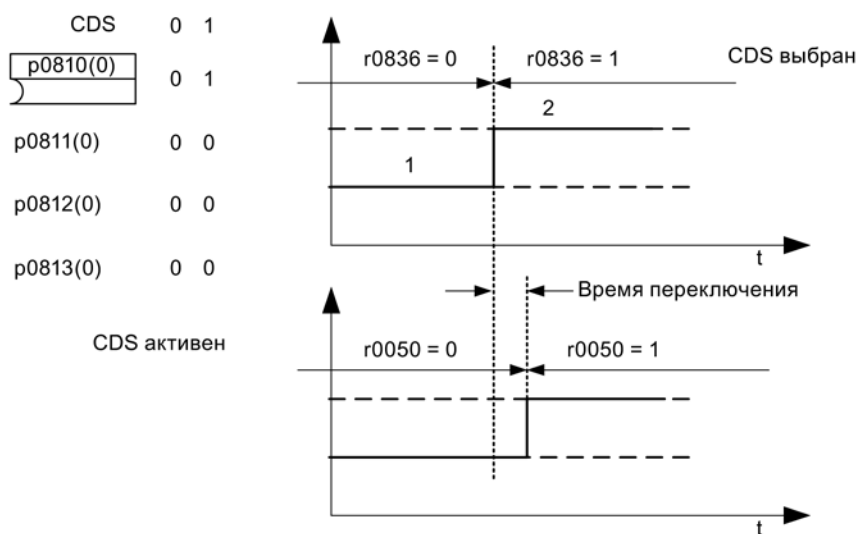 CDS 0 1
p0810(0) 0 1
p0811(0) 0 0
p0812(0) 0 0
p0813(0) 0 0
r0836 = 0 r0836 = 1 CDS выбран
2
1
t
Время переключения
CDS активен
r0050 = 0 r0050 = 1
t